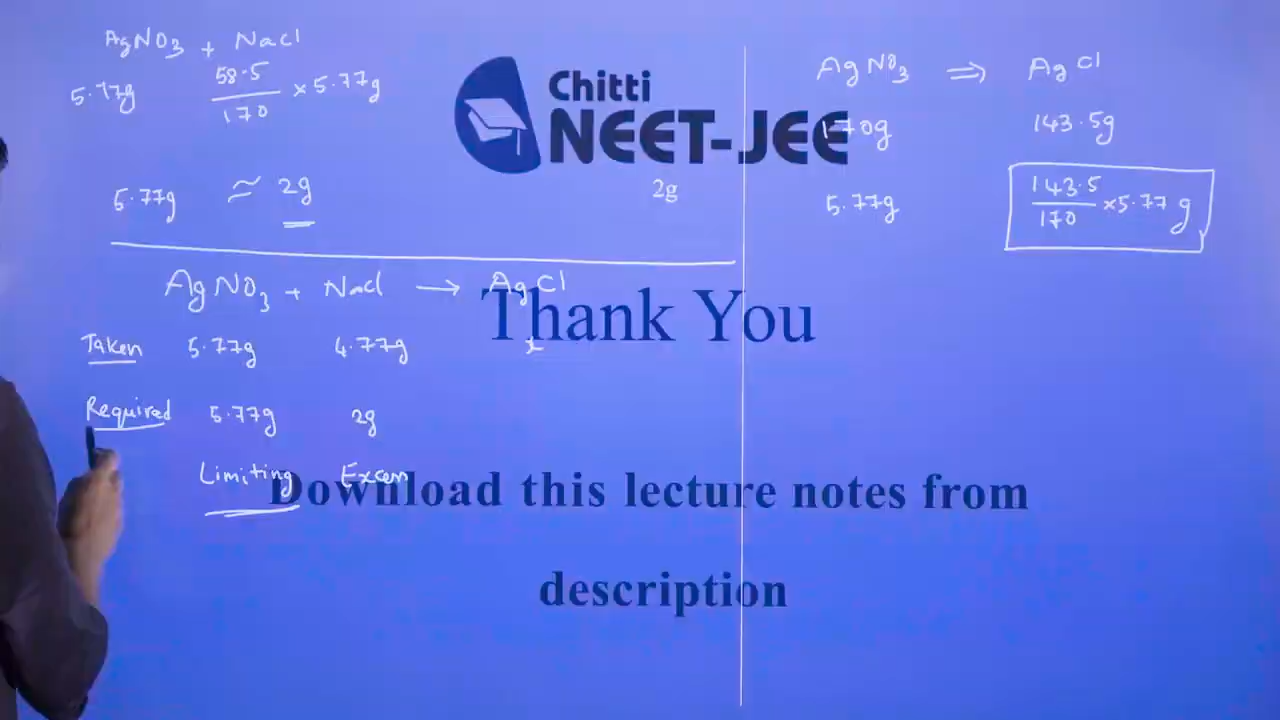 AgNO3 + NaCl
5.77g 58.5/170 × 5.77g
5.77g ≃ 2g
AgNO3 + NaCl → AgCl
Taken 5.77g 4.77g x
Required 5.77g 2g
Limiting Excess
Chitti
NEET-JEE
2g
Thank You
Download this lecture notes from
description
AgNO3 ⇒ AgCl
170g 143.5g
5.77g 143.5/170 ×5.77 g